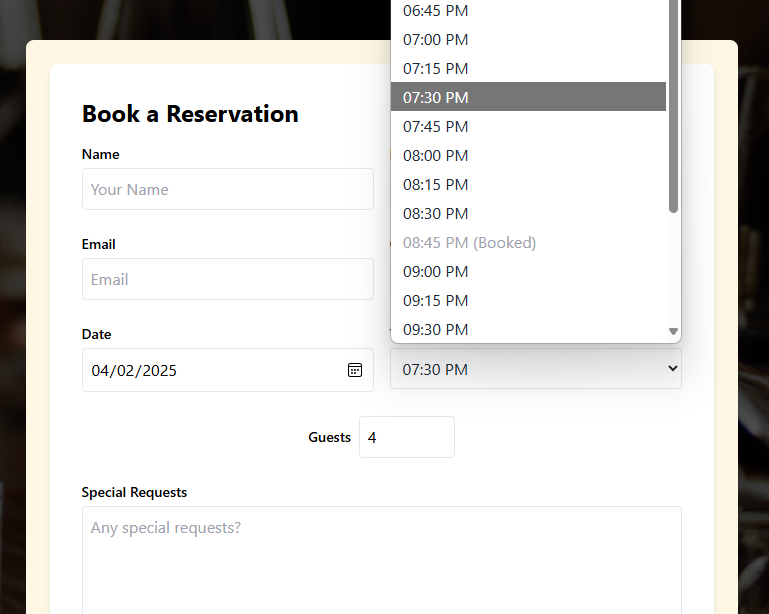 06:45 PM
07:00 PM
07:15 PM
07:30 PM
07:45 PM
08:00 PM
08:15 PM
08:30 PM
08:45 PM (Booked)
09:00 PM
09:15 PM
09:30 PM
Book a Reservation
Name
Your Name
Email
Email
Date
04/02/2025
07:30 PM
Guests
4
Special Requests
Any special requests?